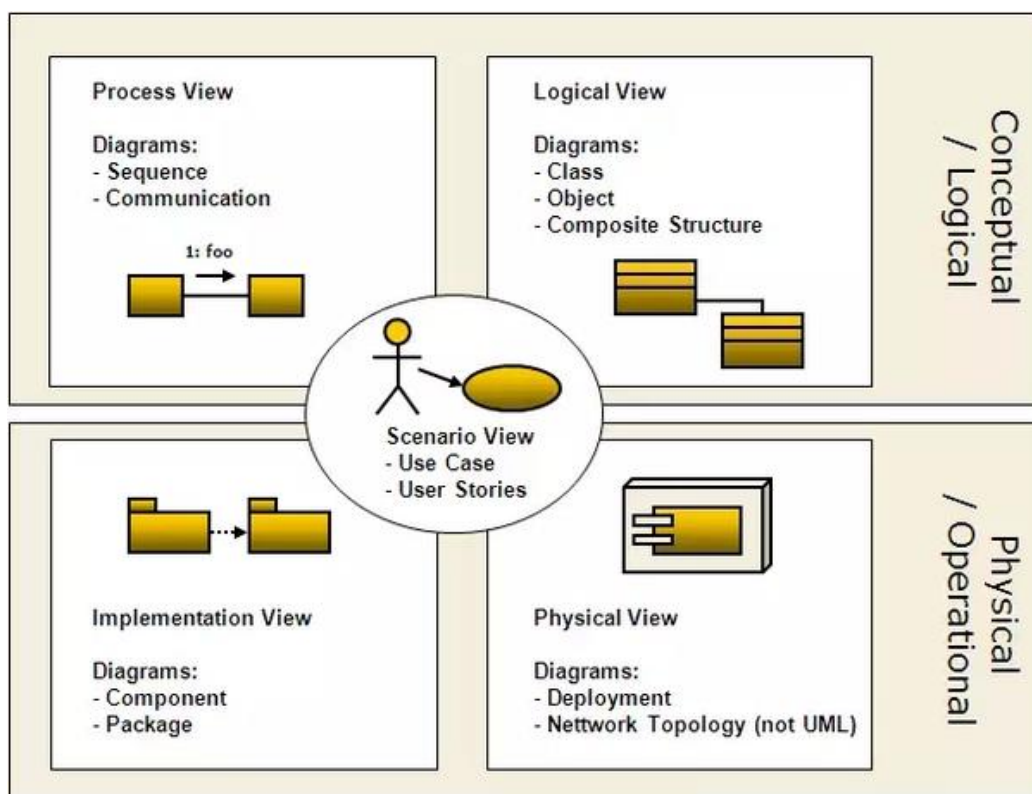 Process View
Diagrams:
- Sequence
- Communication
1: foo
Logical View
Diagrams:
- Class
- Object
- Composite Structure
Conceptual
/ Logical
Scenario View
- Use Case
- User Stories
Implementation View
Diagrams:
- Component
- Package
Physical View
Diagrams:
- Deployment
- Nettwork Topology (not UML)
Physical
/ Operational